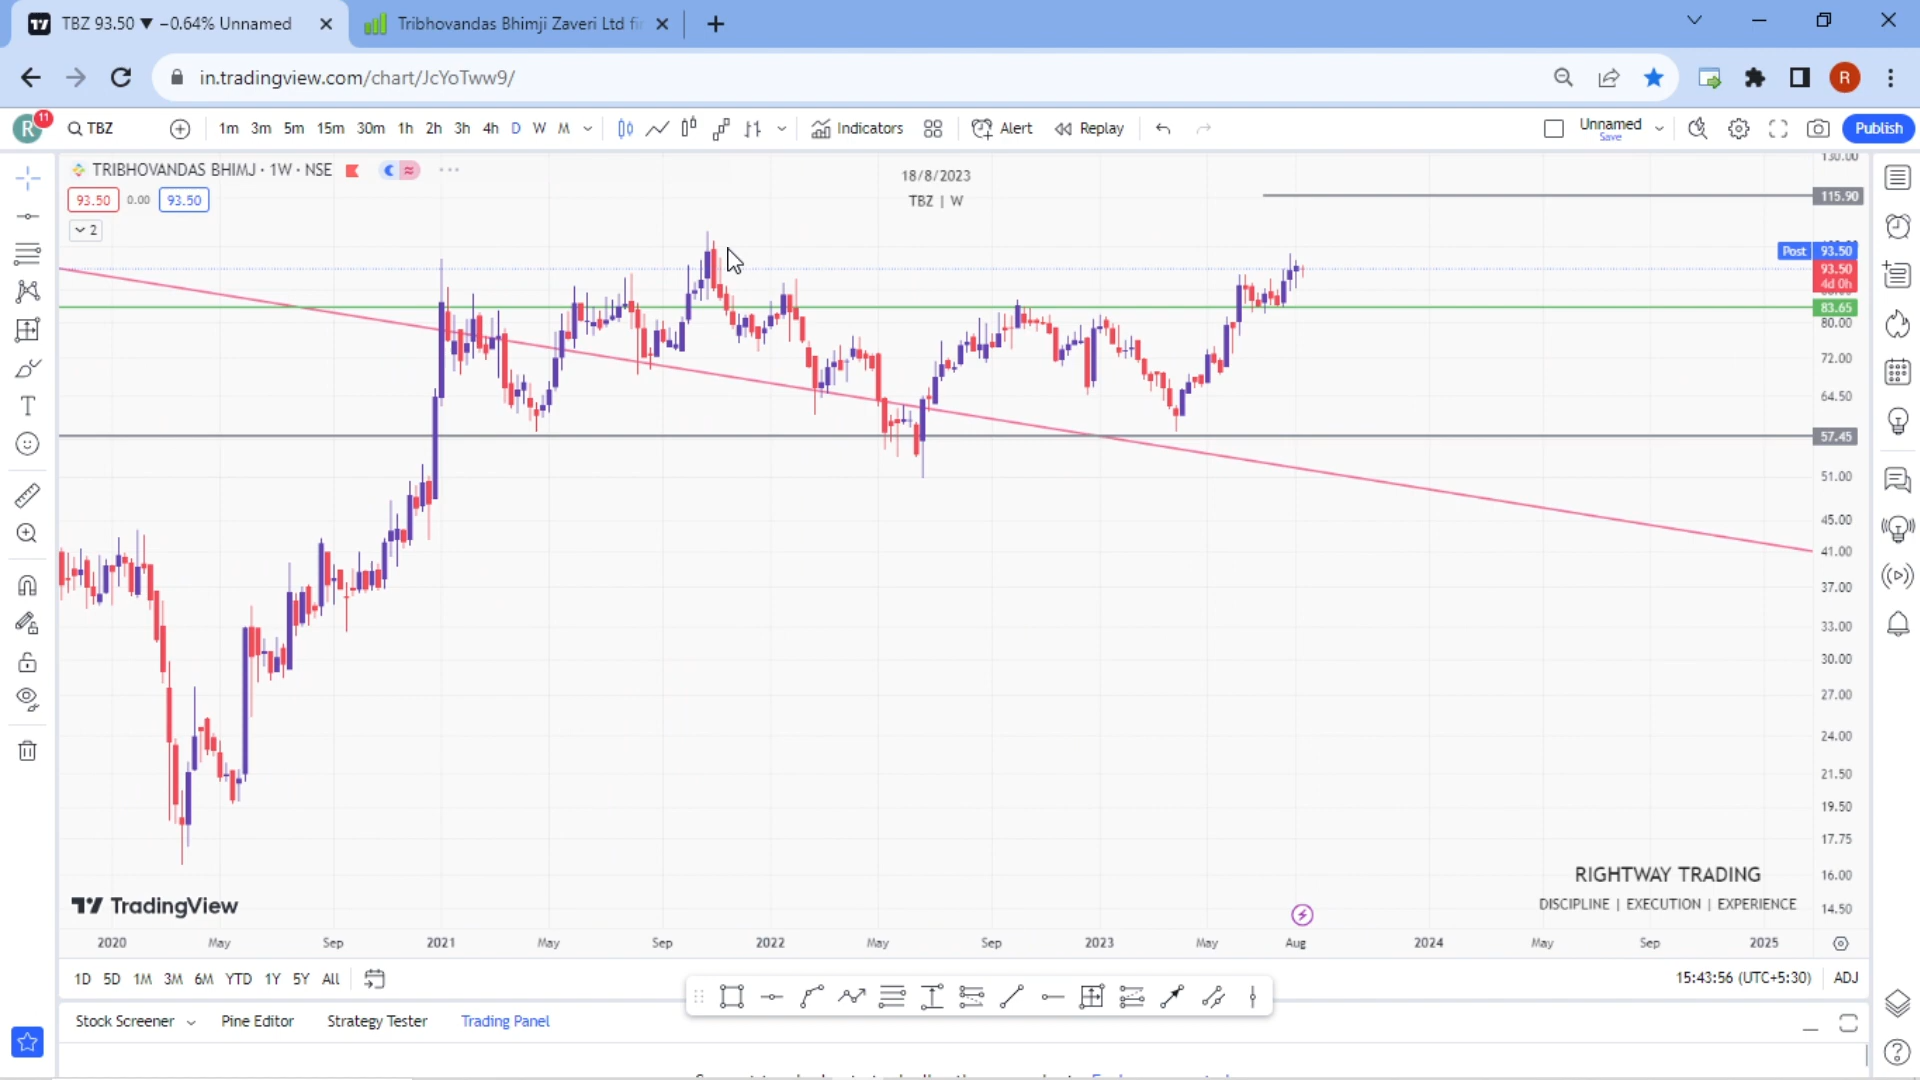 TBZ 93.50 ▼ −0.64% Unnamed
Tribhovandas Bhimji Zaveri Ltd fi
in.tradingview.com/chart/JcYoTww9/
R
R 11
TBZ
1m 3m 5m 15m 30m 1h 2h 3h 4h D W M
Indicators
Alert
Replay
Unnamed
Save
Publish
TRIBHOVANDAS BHIMJ · 1W · NSE
93.50 0.00 93.50
2
18/8/2023
TBZ | W
130.00
115.90
Post 93.50
93.50
4d 0h
83.65
80.00
72.00
64.50
57.45
51.00
45.00
41.00
37.00
33.00
30.00
27.00
24.00
21.50
19.50
17.75
16.00
14.50
RIGHTWAY TRADING
DISCIPLINE | EXECUTION | EXPERIENCE
TradingView
2020 May Sep 2021 May Sep 2022 May Sep 2023 May Aug 2024 May Sep 2025
1D 5D 1M 3M 6M YTD 1Y 5Y All
15:43:56 (UTC+5:30) ADJ
Stock Screener Pine Editor Strategy Tester Trading Panel